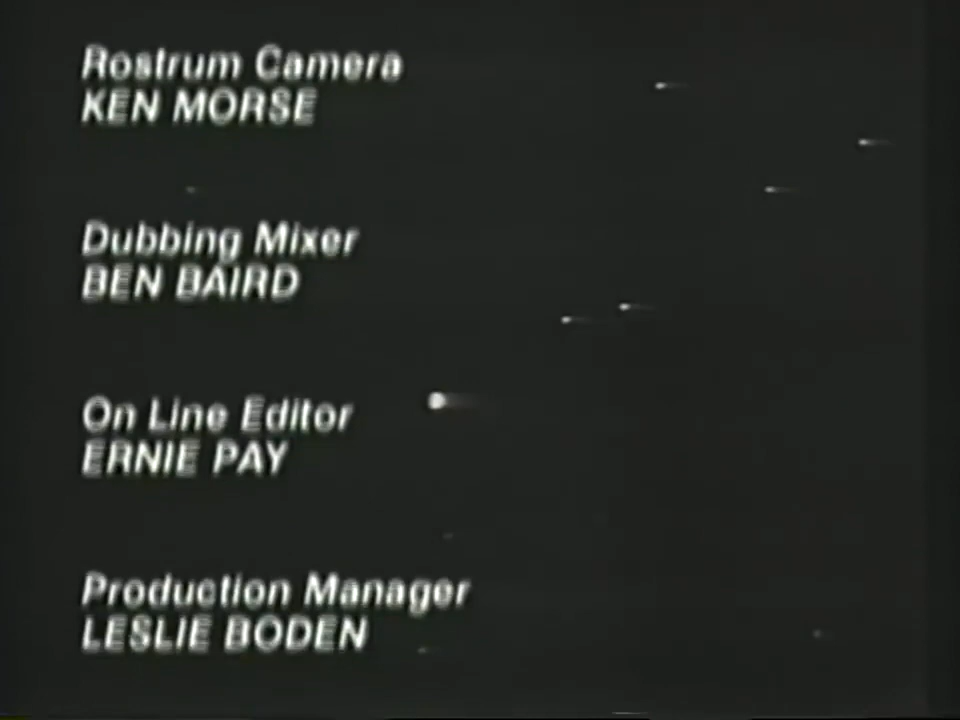 Rostrum Camera
KEN MORSE
Dubbing Mixer
BEN BAIRD
On Line Editor
ERNIE PAY
Production Manager
LESLIE BODEN